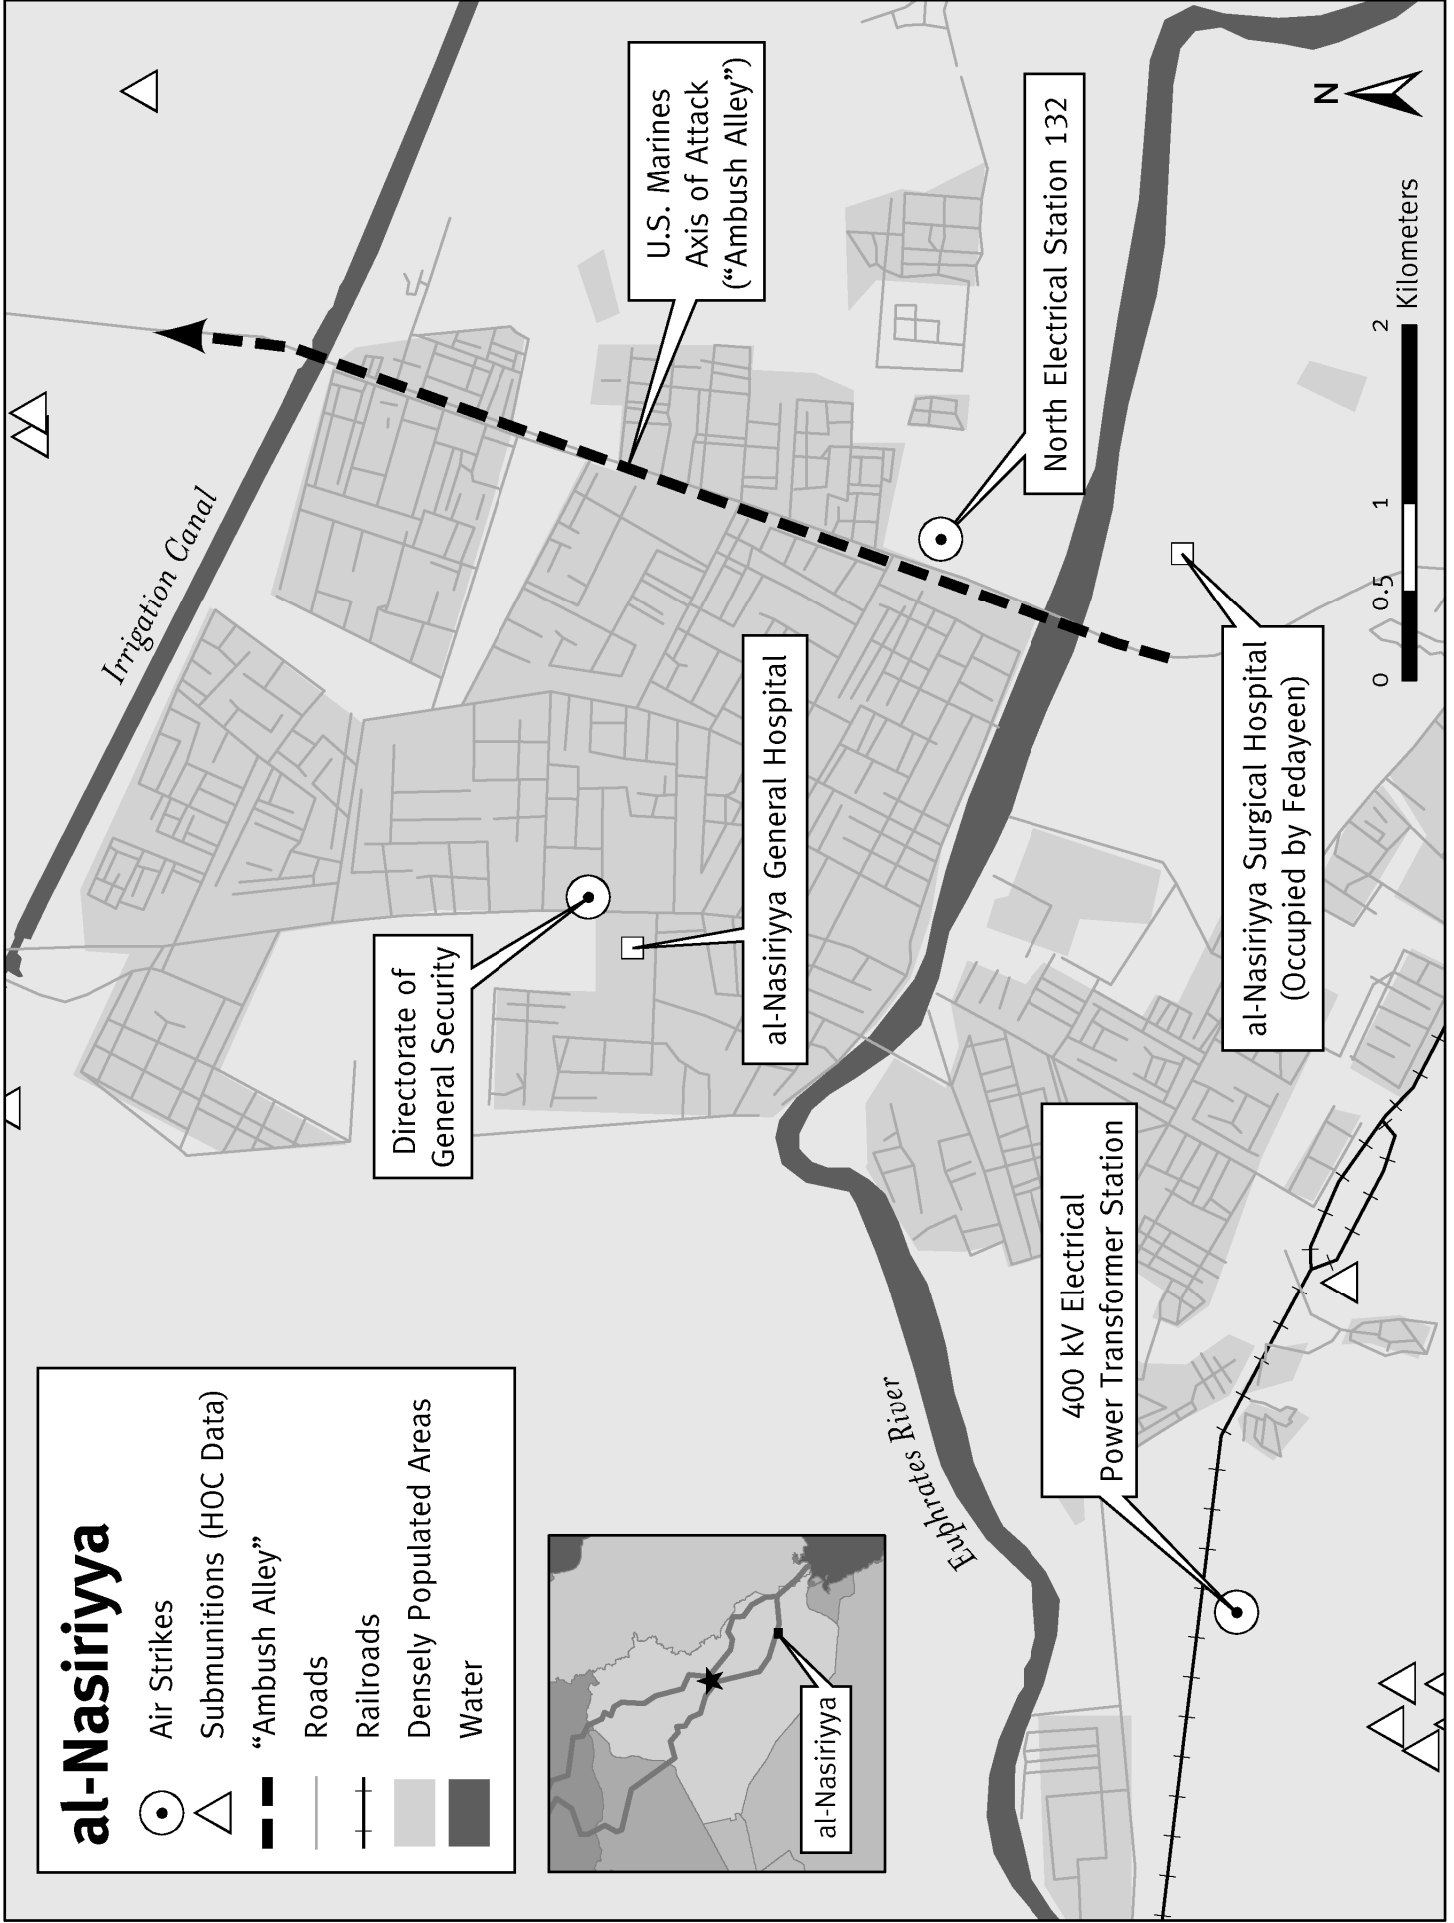 al-Nasiriyya
Air Strikes
Submunitions (HOC Data)
“Ambush Alley”
Roads
Railroads
Densely Populated Areas
Water
al-Nasiriyya
Irrigation Canal
U.S. Marines
Axis of Attack
(“Ambush Alley”)
Directorate of
General Security
al-Nasiriyya General Hospital
North Electrical Station 132
Euphrates River
400 kV Electrical
Power Transformer Station
al-Nasiriyya Surgical Hospital
(Occupied by Fedayeen)
N
0 0.5 1 2
Kilometers